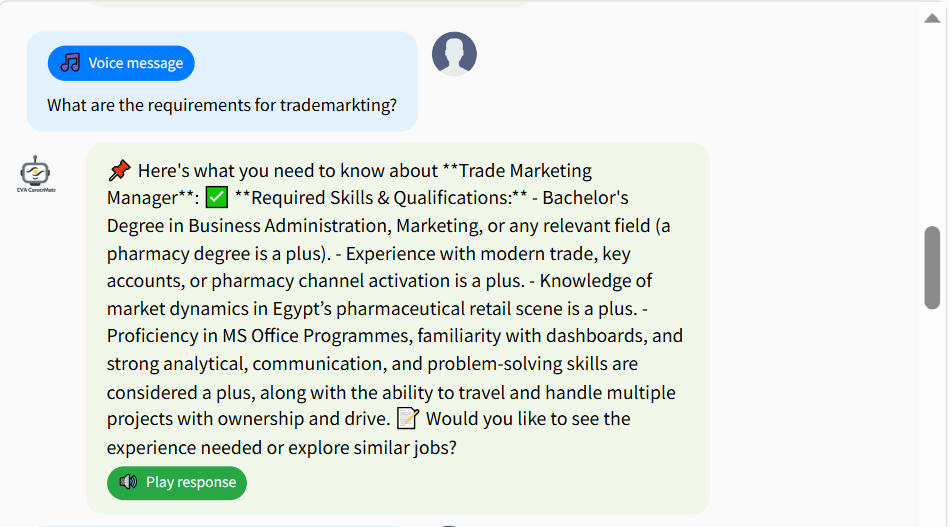 Voice message
What are the requirements for trademarkting?
EVA CareerMate
📌 Here's what you need to know about **Trade Marketing
Manager**: ✅ **Required Skills & Qualifications:** - Bachelor's
Degree in Business Administration, Marketing, or any relevant field (a
pharmacy degree is a plus). - Experience with modern trade, key
accounts, or pharmacy channel activation is a plus. - Knowledge of
market dynamics in Egypt’s pharmaceutical retail scene is a plus. -
Proficiency in MS Office Programmes, familiarity with dashboards, and
strong analytical, communication, and problem-solving skills are
considered a plus, along with the ability to travel and handle multiple
projects with ownership and drive. 📝 Would you like to see the
experience needed or explore similar jobs?
Play response